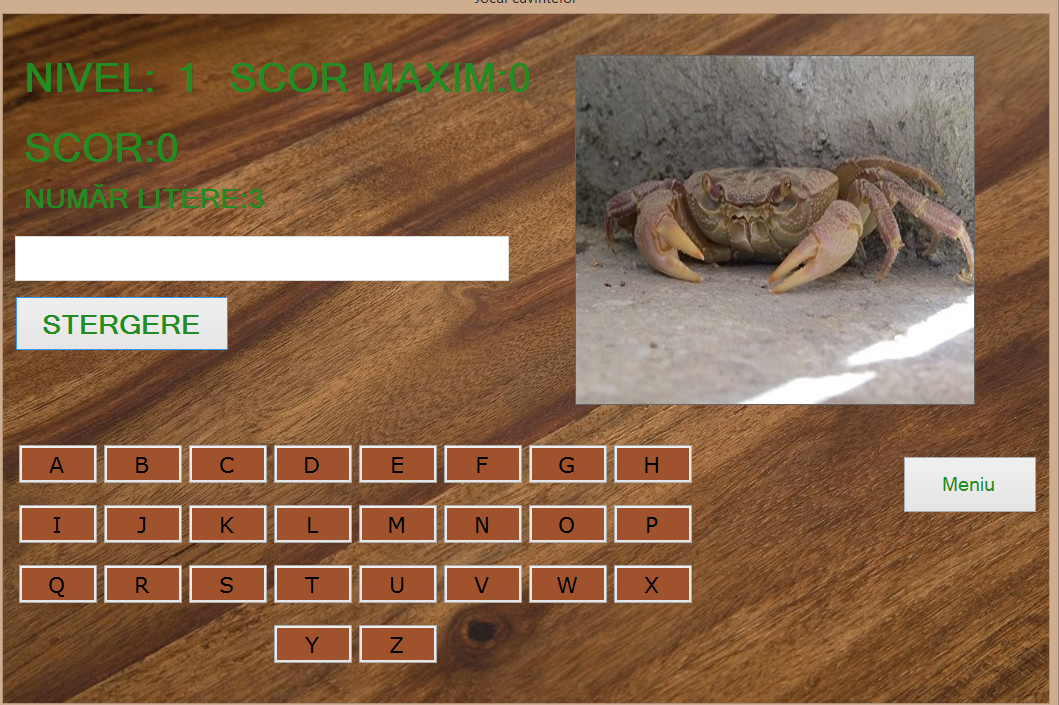 NIVEL: 1 SCOR MAXIM:0
SCOR:0
NUMĂR LITERE:3
STERGERE
A B C D E F G H
Meniu
I J K L M N O P
Q R S T U V W X
Y Z